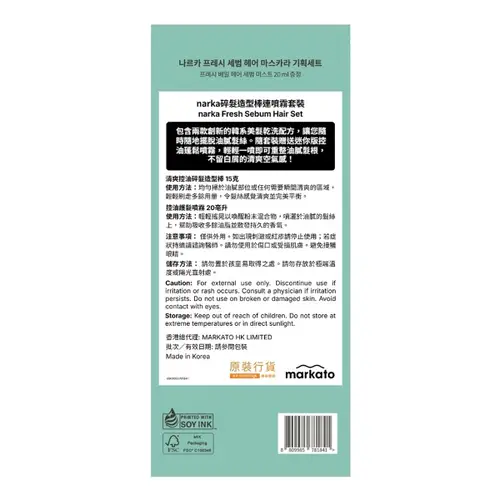 나르카 프레시 세범 헤어 마스카라 기획세트
프레시 베일 헤어 세범 미스트 20ml 증정
narka碎髮造型棒連噴霧套裝
narka Fresh Sebum Hair Set
包含兩款創新的韓系美髮乾洗配方，讓您隨
時隨地擺脫油膩髮絲。隨套裝贈送迷你版控
油蓬鬆噴霧，輕輕一噴即可重整油膩髮根，
不留白屑的清爽空氣感！
清爽控油碎髮造型棒 15克
使用方法：均勻掃於油膩部位或任何需要瞬間清爽的區域。
輕輕刷走多餘用量，令髮絲感覺清爽並完美平衡。
控油護髮噴霧 20毫升
使用方法：輕輕搖晃以喚醒粉末混合物，噴灑於油膩的髮絲上
，幫助吸收多餘油脂並散發持久的香氣。
注意事項：僅供外用。如出現刺激或紅疹請停止使用；若症
狀持續請諮詢醫師。請勿使用於傷口或受損肌膚。避免接觸
眼睛。
儲存方法：請勿置於孩童易取得之處。請勿存放於極端溫
度或陽光直射處。
Caution: For external use only. Discontinue use if
irritation or rash occurs. Consult a physician if irritation
persists. Do not use on broken or damaged skin. Avoid
contact with eyes.
Storage: Keep out of reach of children. Do not store at
extreme temperatures or in direct sunlight.
香港總代理: MARKATO HK LIMITED
批次／有效日期: 請參閱包裝
Made in Korea
原裝行貨
markato
PRINTED WITH
SOY INK
MIX
Packaging
FSC
8 809985 781841